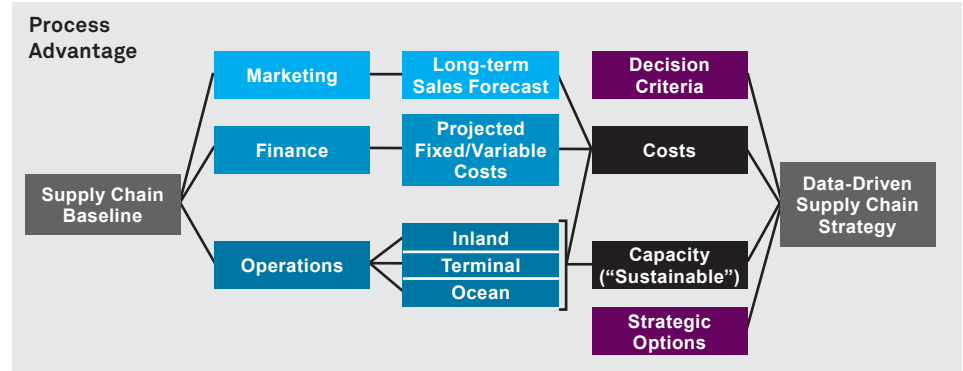 Process
Advantage
Supply Chain
Baseline
Marketing
Finance
Operations
Long-term
Sales Forecast
Projected
Fixed/Variable
Costs
Inland
Terminal
Ocean
Decision
Criteria
Costs
Capacity
(“Sustainable”)
Strategic
Options
Data-Driven
Supply Chain
Strategy